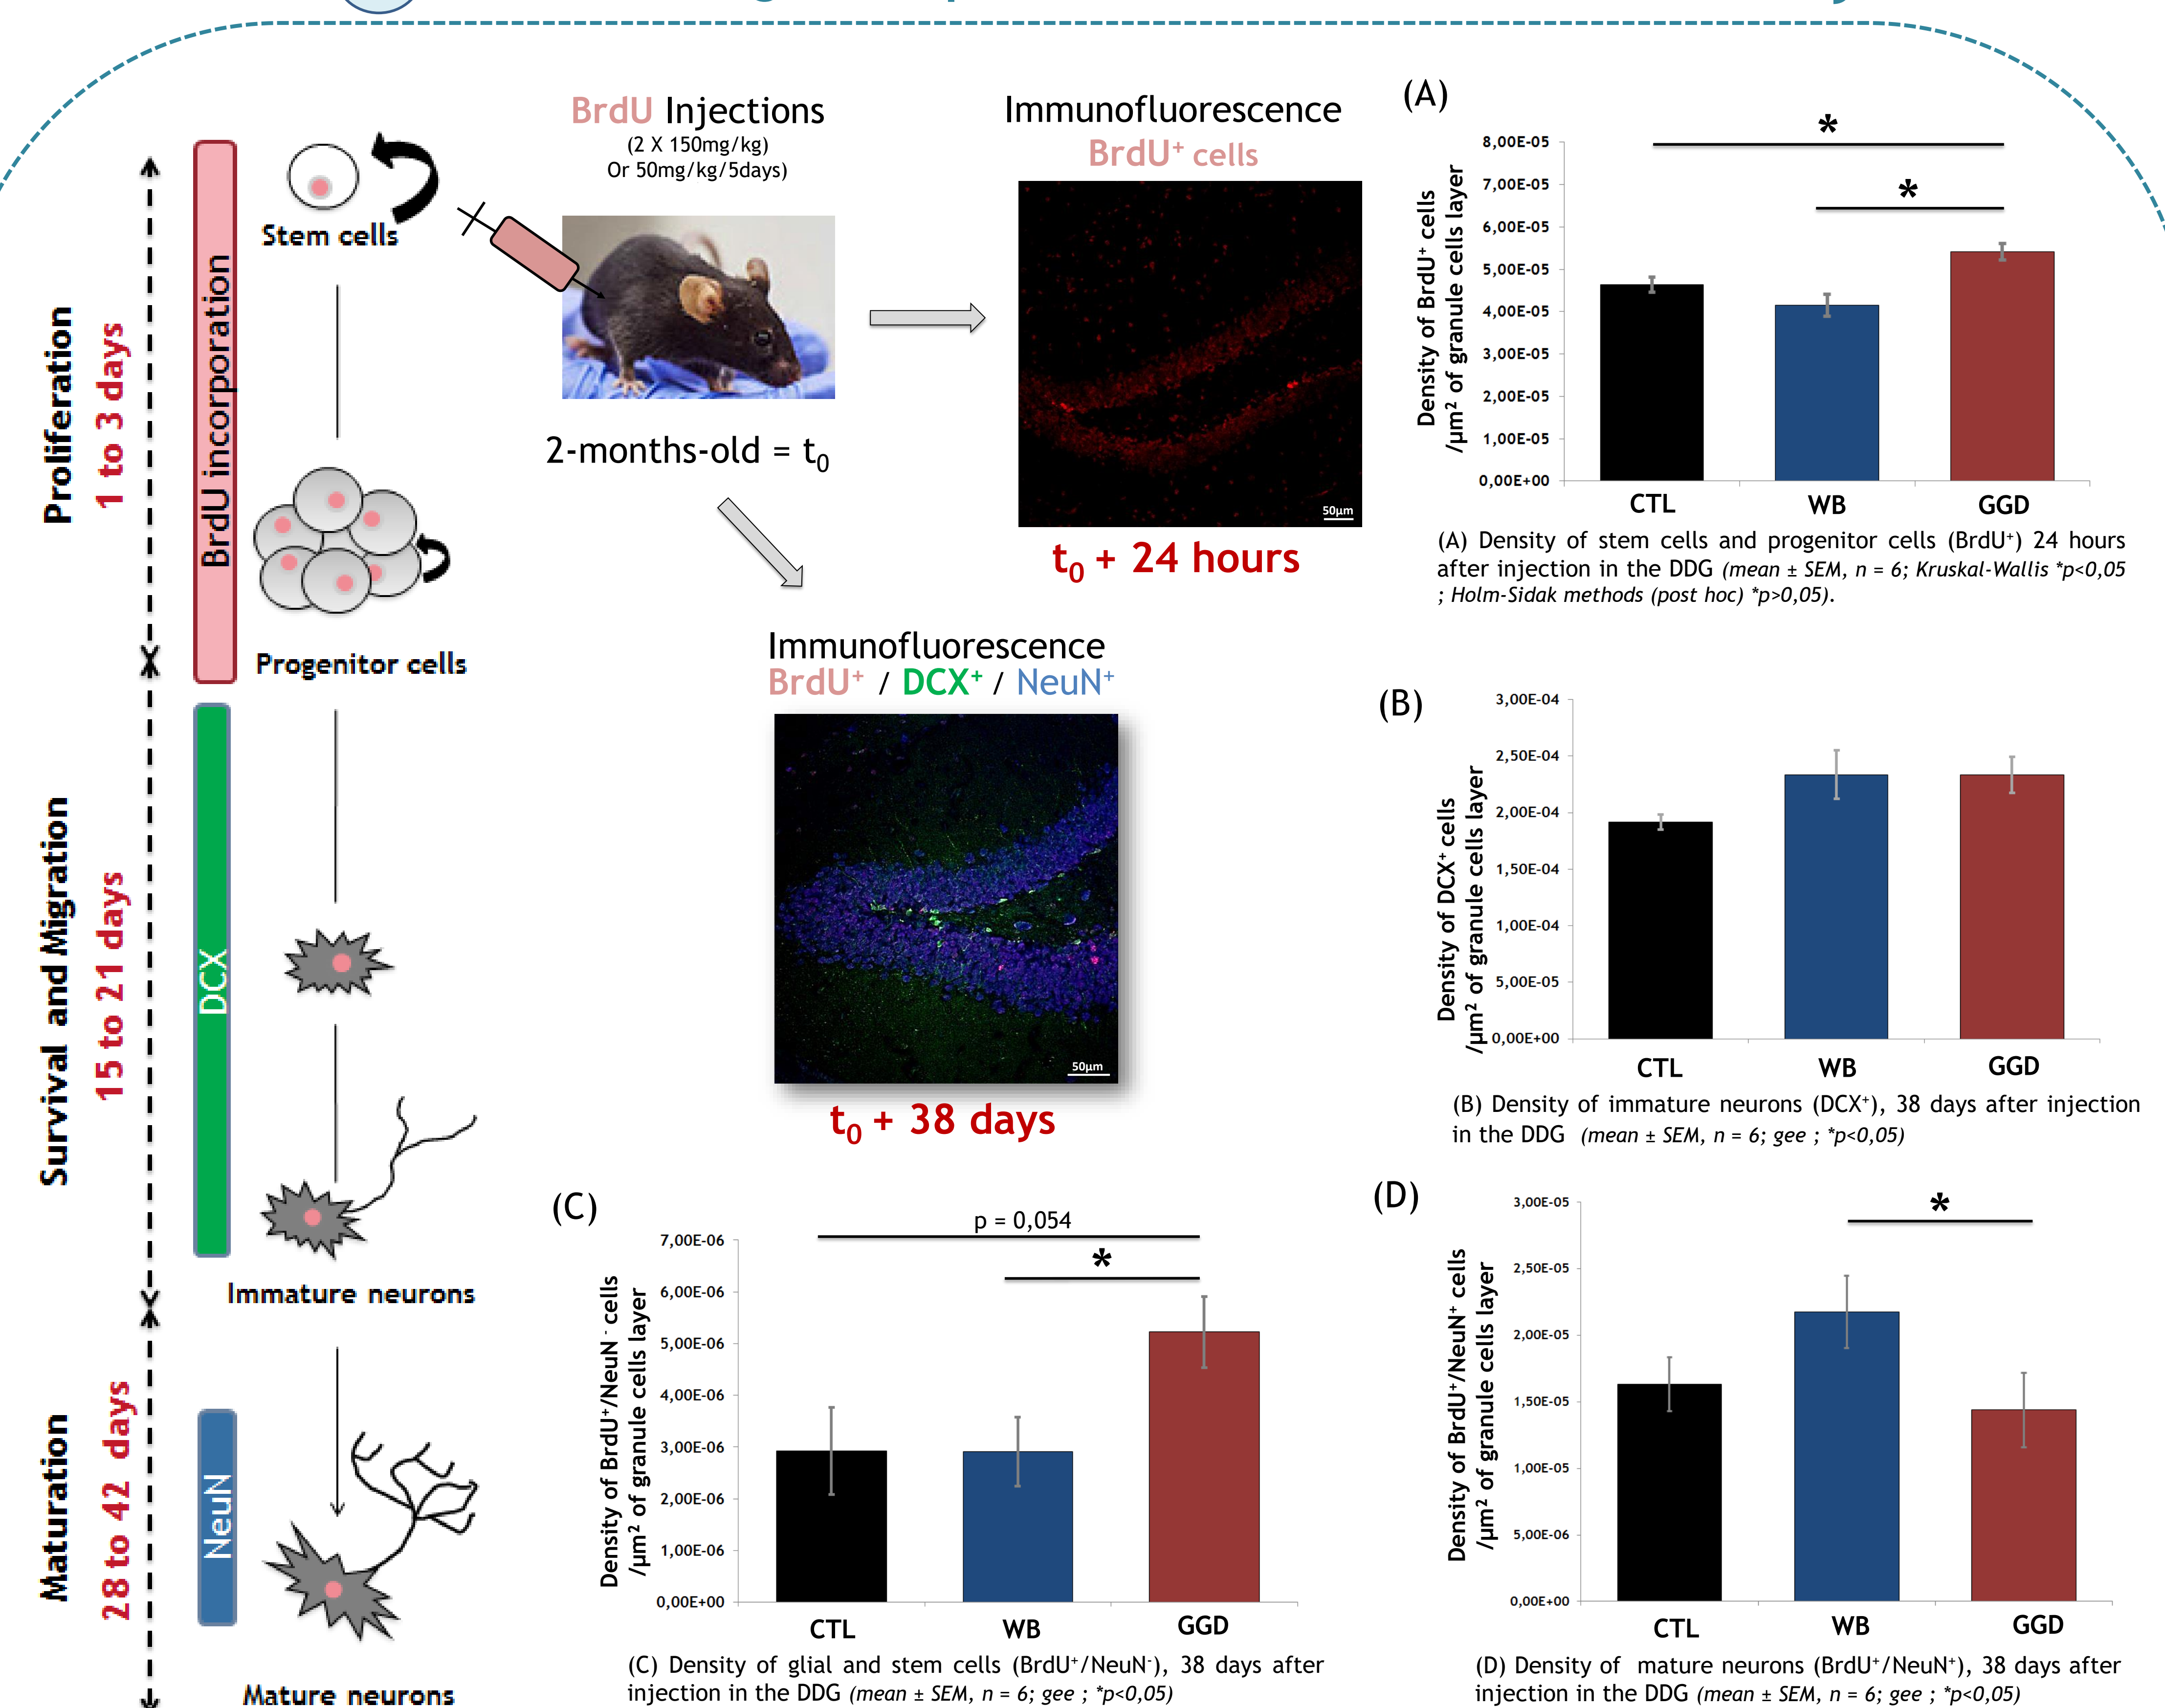 Proliferation
1 to 3 days
BrdU incorporation
Stem cells
Progenitor cells
Survival and Migration
15 to 21 days
DCX
Immature neurons
Maturation
28 to 42 days
NeuN
Mature neurons
BrdU Injections
(2 X 150mg/kg)
Or 50mg/kg/5days)
2-months-old = t₀
Immunofluorescence
BrdU⁺ cells
50µm
t₀ + 24 hours
Immunofluorescence
BrdU⁺ / DCX⁺ / NeuN⁺
50µm
t₀ + 38 days
(A)
Density of BrdU⁺ cells
/µm² of granule cells layer
*
*
8,00E-05
7,00E-05
6,00E-05
5,00E-05
4,00E-05
3,00E-05
2,00E-05
1,00E-05
0,00E+00
CTL WB GGD
(A) Density of stem cells and progenitor cells (BrdU⁺) 24 hours
after injection in the DDG (mean ± SEM, n = 6; Kruskal-Wallis *p<0,05
; Holm-Sidak methods (post hoc) *p>0,05).
(B)
Density of DCX⁺ cells
/µm² of granule cells layer
3,00E-04
2,50E-04
2,00E-04
1,50E-04
1,00E-04
5,00E-05
0,00E+00
CTL WB GGD
(B) Density of immature neurons (DCX⁺), 38 days after injection
in the DDG (mean ± SEM, n = 6; gee ; *p<0,05)
(C)
Density of BrdU⁺/NeuN⁻ cells
/µm² of granule cells layer
p = 0,054
*
7,00E-06
6,00E-06
5,00E-06
4,00E-06
3,00E-06
2,00E-06
1,00E-06
0,00E+00
CTL WB GGD
(C) Density of glial and stem cells (BrdU⁺/NeuN⁻), 38 days after
injection in the DDG (mean ± SEM, n = 6; gee ; *p<0,05)
(D)
Density of BrdU⁺/NeuN⁺ cells
/µm² of granule cells layer
*
3,00E-05
2,50E-05
2,00E-05
1,50E-05
1,00E-05
5,00E-06
0,00E+00
CTL WB GGD
(D) Density of mature neurons (BrdU⁺/NeuN⁺), 38 days after
injection in the DDG (mean ± SEM, n = 6; gee ; *p<0,05)